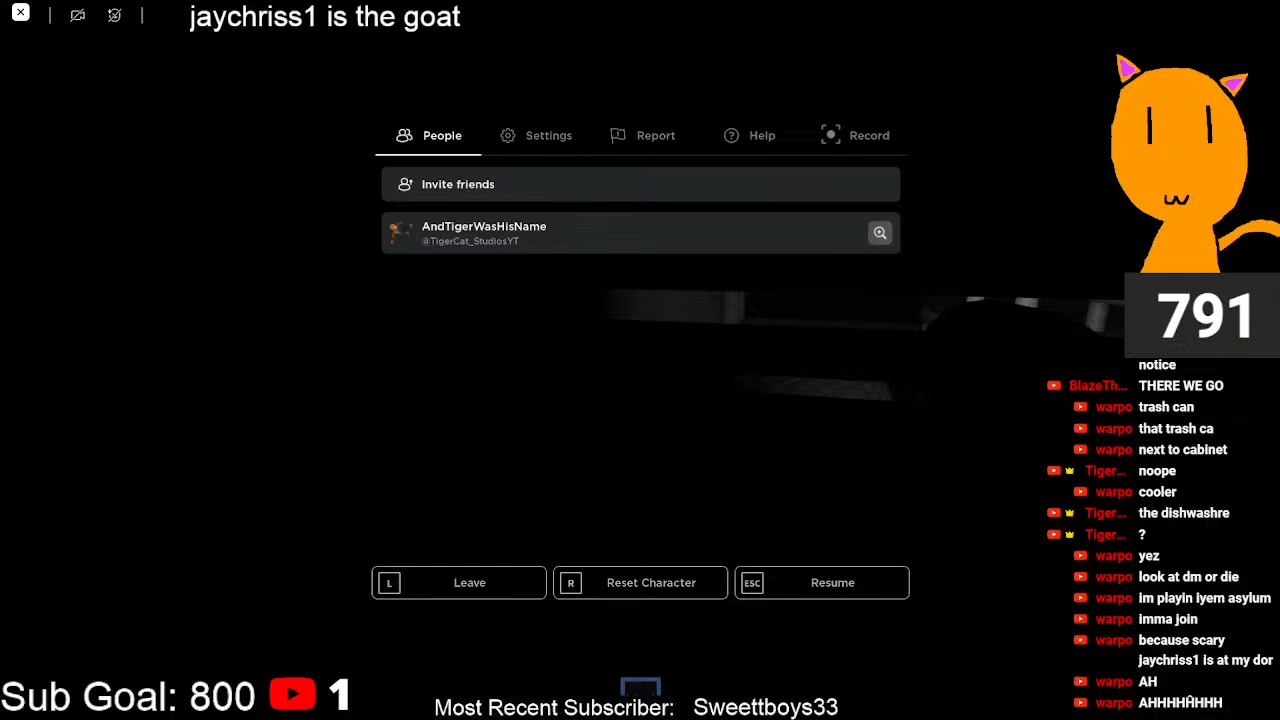 jaychriss1 is the goat
People Settings Report Help Record
Invite friends
AndTigerWasHisName
@TigerCat_StudiosYT
791
notice
BlazeTh... THERE WE GO
warpo trash can
warpo that trash ca
warpo next to cabinet
Tiger... noope
warpo cooler
Tiger... the dishwashre
Tiger... ?
warpo yez
warpo look at dm or die
warpo im playin iyem asylum
warpo imma join
warpo because scary
jaychriss1 is at my dor
warpo AH
warpo AHHHHÂHHH
L Leave R Reset Character ESC Resume
Sub Goal: 800 1
Most Recent Subscriber: Sweettboys33